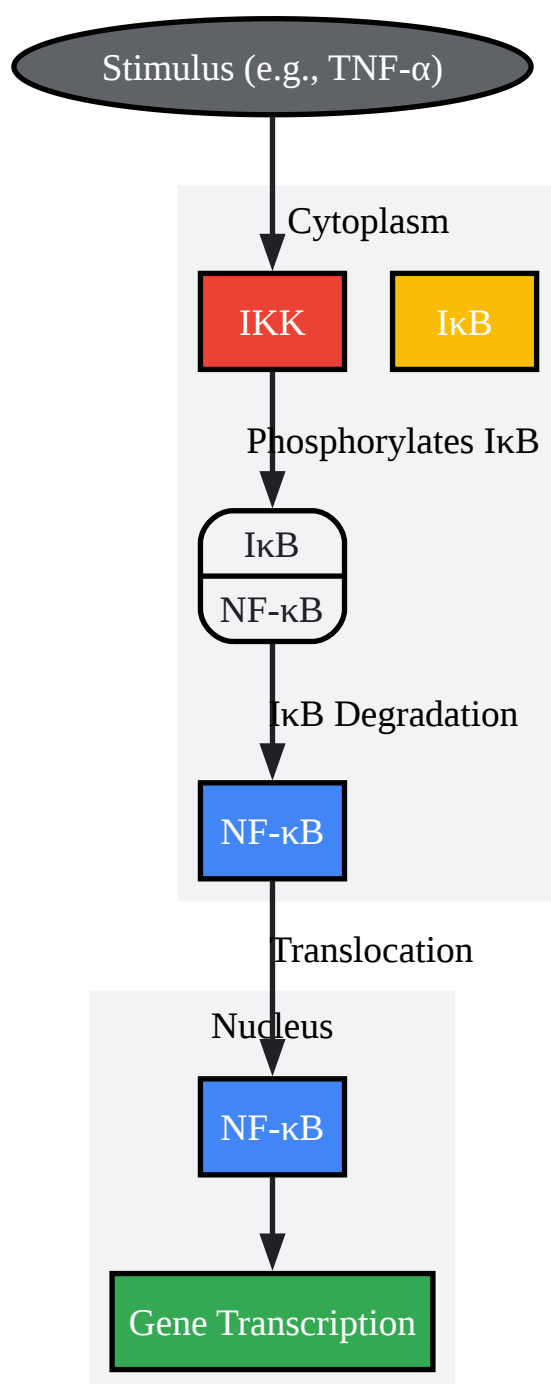 Stimulus (e.g., TNF-α)
Cytoplasm
IKK
IκB
Phosphorylates IκB
IκB
NF-κB
IκB Degradation
NF-κB
Translocation
Nucleus
NF-κB
Gene Transcription